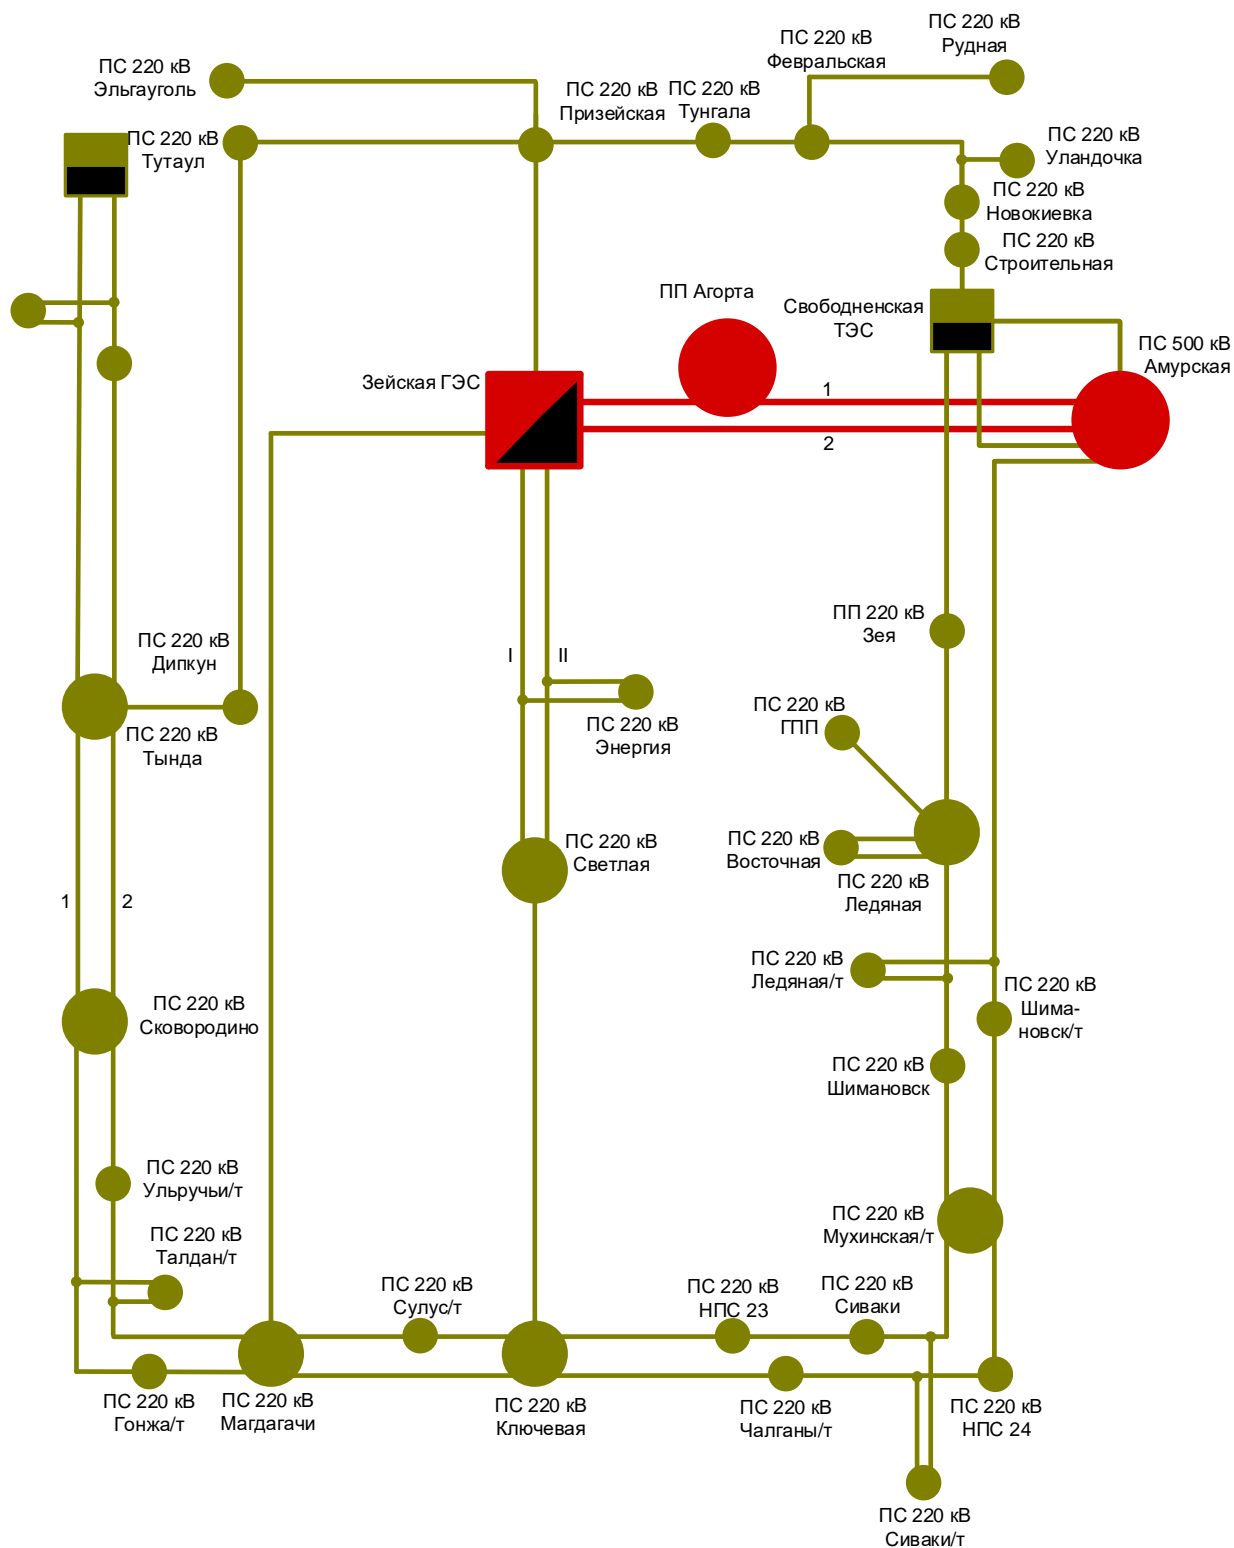 ПС 220 кВ
Рудная
ПС 220 кВ
Февральская
ПС 220 кВ
Эльгауголь
ПС 220 кВ
Призейская
ПС 220 кВ
Тунгала
ПС 220 кВ
Тутаул
ПС 220 кВ
Уландочка
ПС 220 кВ
Новокиевка
ПС 220 кВ
Строительная
ПП Агорта
Свободненская
ТЭС
ПС 500 кВ
Амурская
Зейская ГЭС
1
2
ПП 220 кВ
Зея
ПС 220 кВ
Дипкун
I
II
ПС 220 кВ
Энергия
ПС 220 кВ
ГПП
ПС 220 кВ
Тында
ПС 220 кВ
Светлая
ПС 220 кВ
Восточная
ПС 220 кВ
Ледяная
1
2
ПС 220 кВ
Ледяная/т
ПС 220 кВ
Шима-
новск/т
ПС 220 кВ
Сковородино
ПС 220 кВ
Шимановск
ПС 220 кВ
Ульручьи/т
ПС 220 кВ
Мухинская/т
ПС 220 кВ
Талдан/т
ПС 220 кВ
Сулус/т
ПС 220 кВ
НПС 23
ПС 220 кВ
Сиваки
ПС 220 кВ
Гонжа/т
ПС 220 кВ
Магдагачи
ПС 220 кВ
Ключевая
ПС 220 кВ
Чалганы/т
ПС 220 кВ
НПС 24
ПС 220 кВ
Сиваки/т